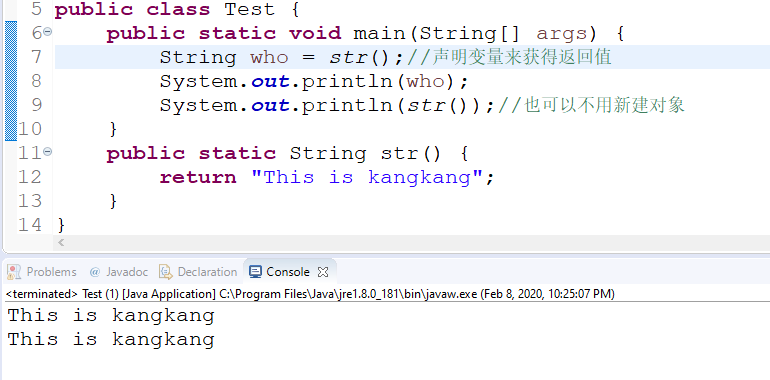 5 public class Test {
6 public static void main(String[] args) {
7 String who = str();//声明变量来获得返回值
8 System.out.println(who);
9 System.out.println(str());//也可以不用新建对象
10 }
11 public static String str() {
12 return "This is kangkang";
13 }
14 }
Problems @ Javadoc Declaration Console
<terminated> Test (1) [Java Application] C:\Program Files\Java\jre1.8.0_181\bin\javaw.exe (Feb 8, 2020, 10:25:07 PM)
This is kangkang
This is kangkang